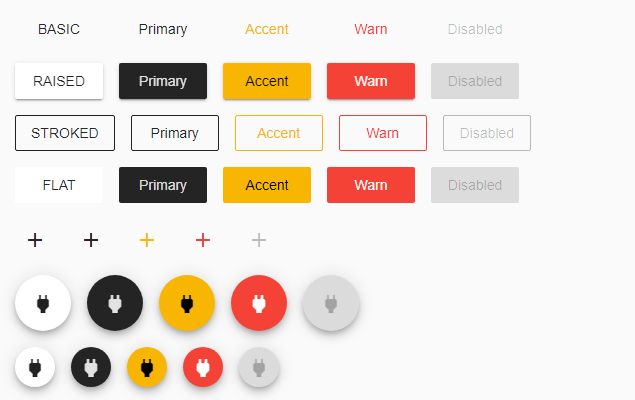 BASIC Primary Accent Warn Disabled
RAISED Primary Accent Warn Disabled
STROKED Primary Accent Warn Disabled
FLAT Primary Accent Warn Disabled